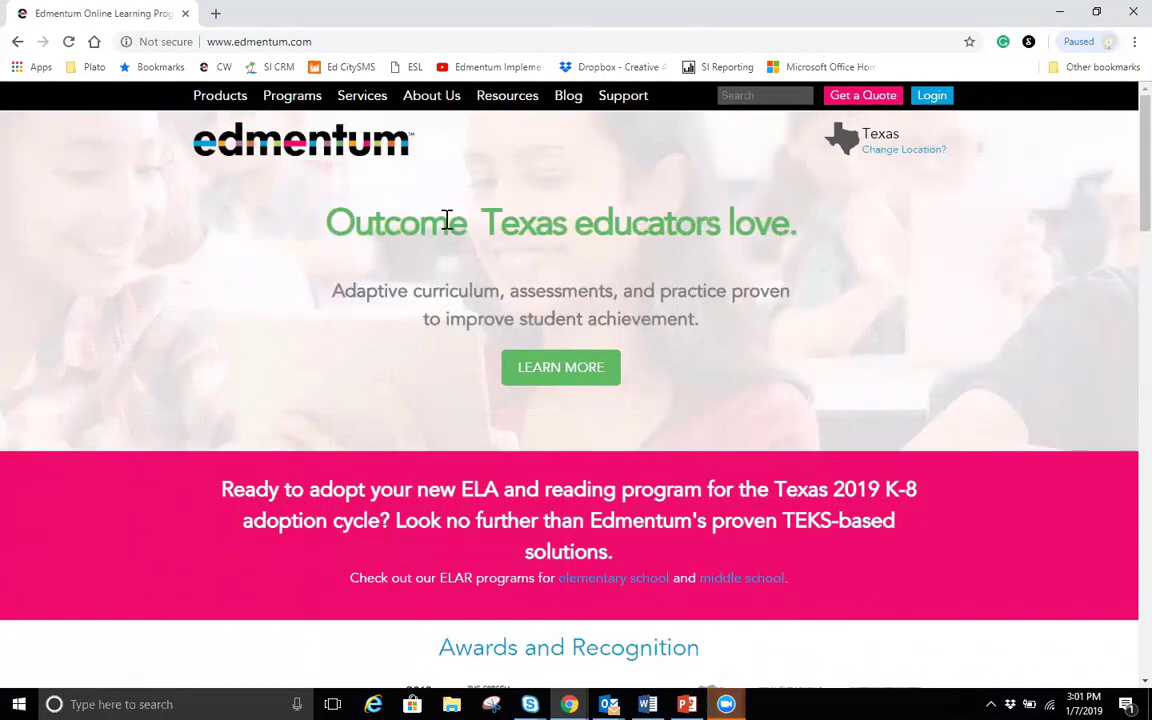 Edmentum Online Learning Prog
Not secure www.edmentum.com Paused
Apps Plato Bookmarks CW SI CRM Ed CitySMS ESL Edmentum Impleme Dropbox - Creative SI Reporting Microsoft Office Hom Other bookmarks
Products Programs Services About Us Resources Blog Support Search Get a Quote Login
edmentum™
Texas
Change Location?
Outcome Texas educators love.
Adaptive curriculum, assessments, and practice proven
to improve student achievement.
LEARN MORE
Ready to adopt your new ELA and reading program for the Texas 2019 K-8
adoption cycle? Look no further than Edmentum's proven TEKS-based
solutions.
Check out our ELAR programs for elementary school and middle school.
Awards and Recognition
Type here to search
3:01 PM
1/7/2019